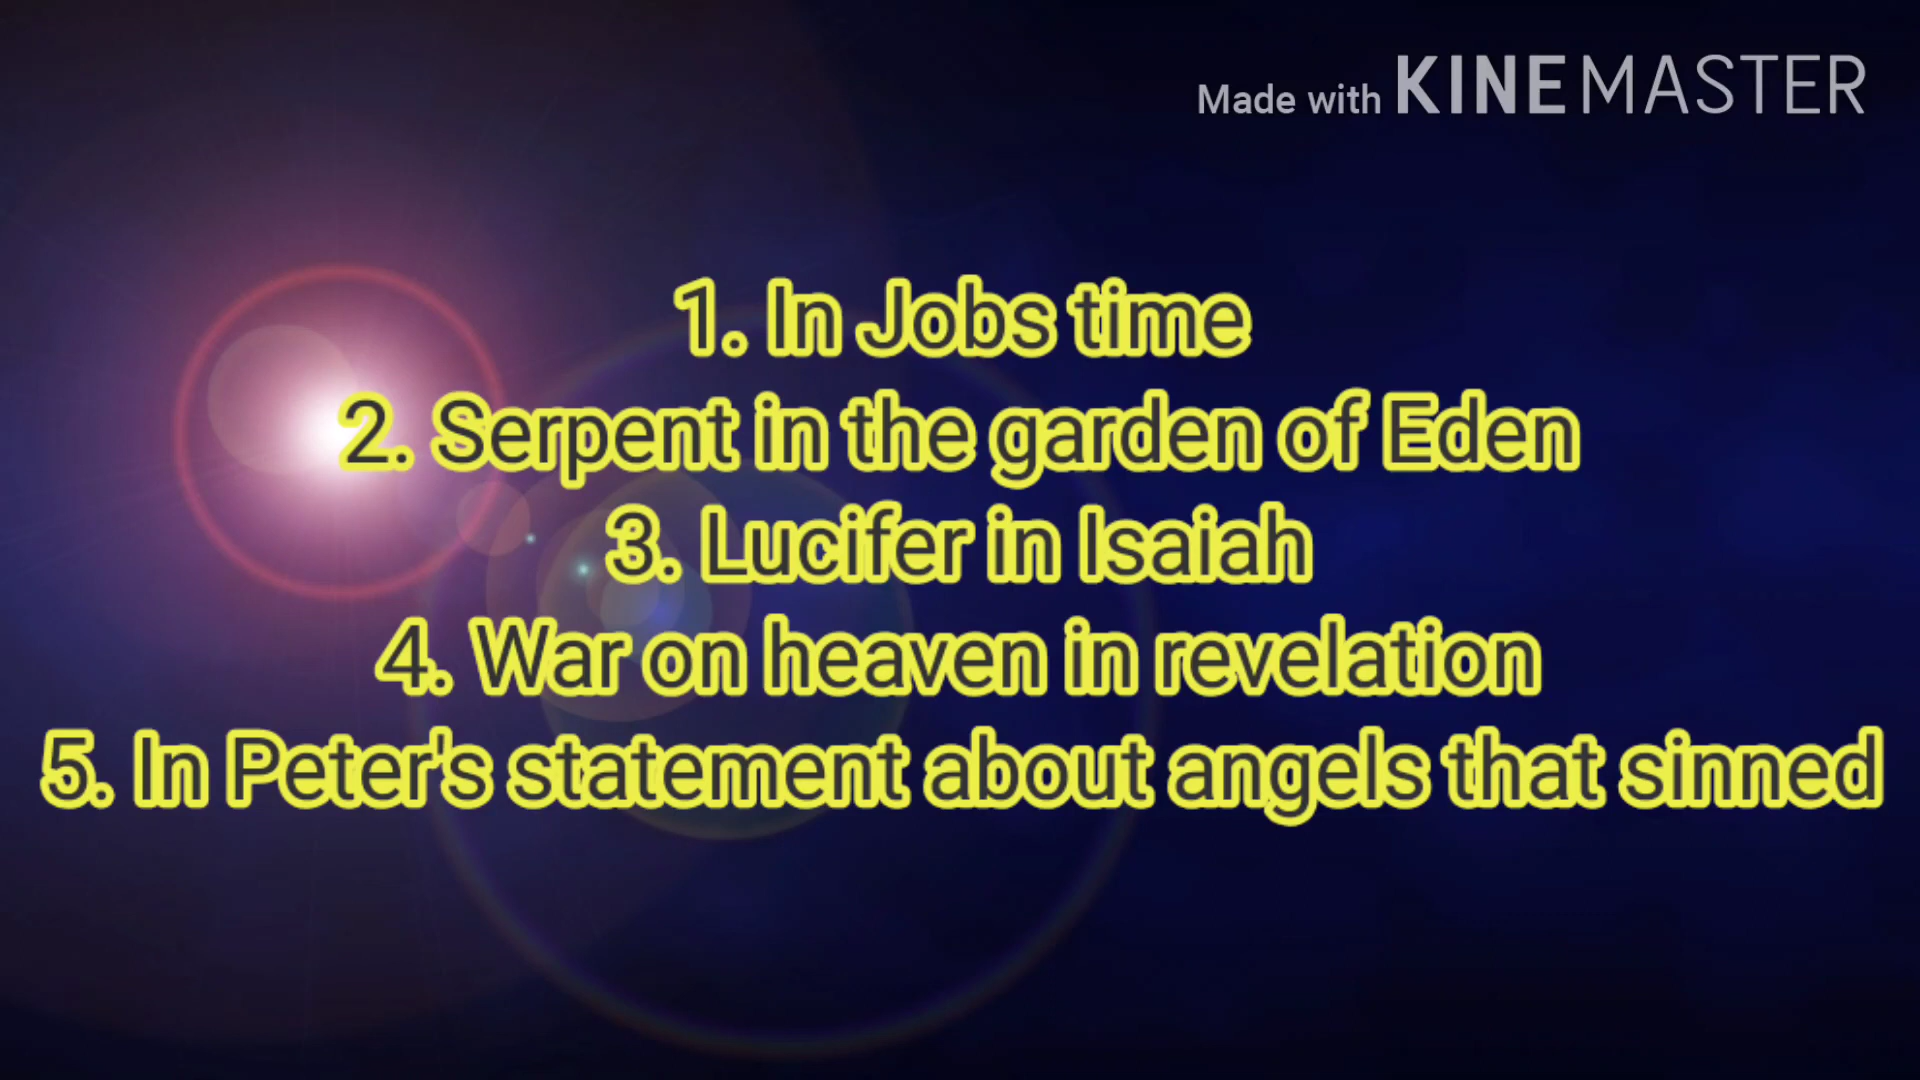 Made with KINEMASTER
1. In Jobs time
2. Serpent in the garden of Eden
3. Lucifer in Isaiah
4. War on heaven in revelation
5. In Peter's statement about angels that sinned